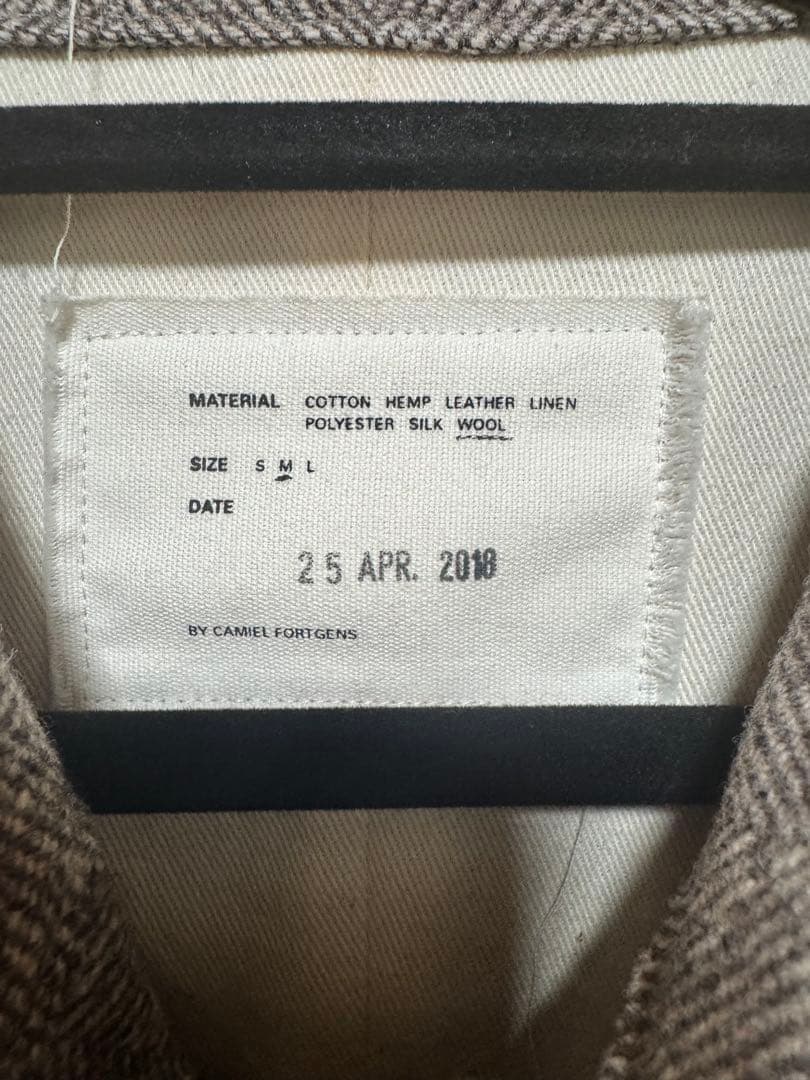 MATERIAL COTTON HEMP LEATHER LINEN
POLYESTER SILK WOOL
SIZE S M L
DATE
25 APR. 2018
BY CAMIEL FORTGENS